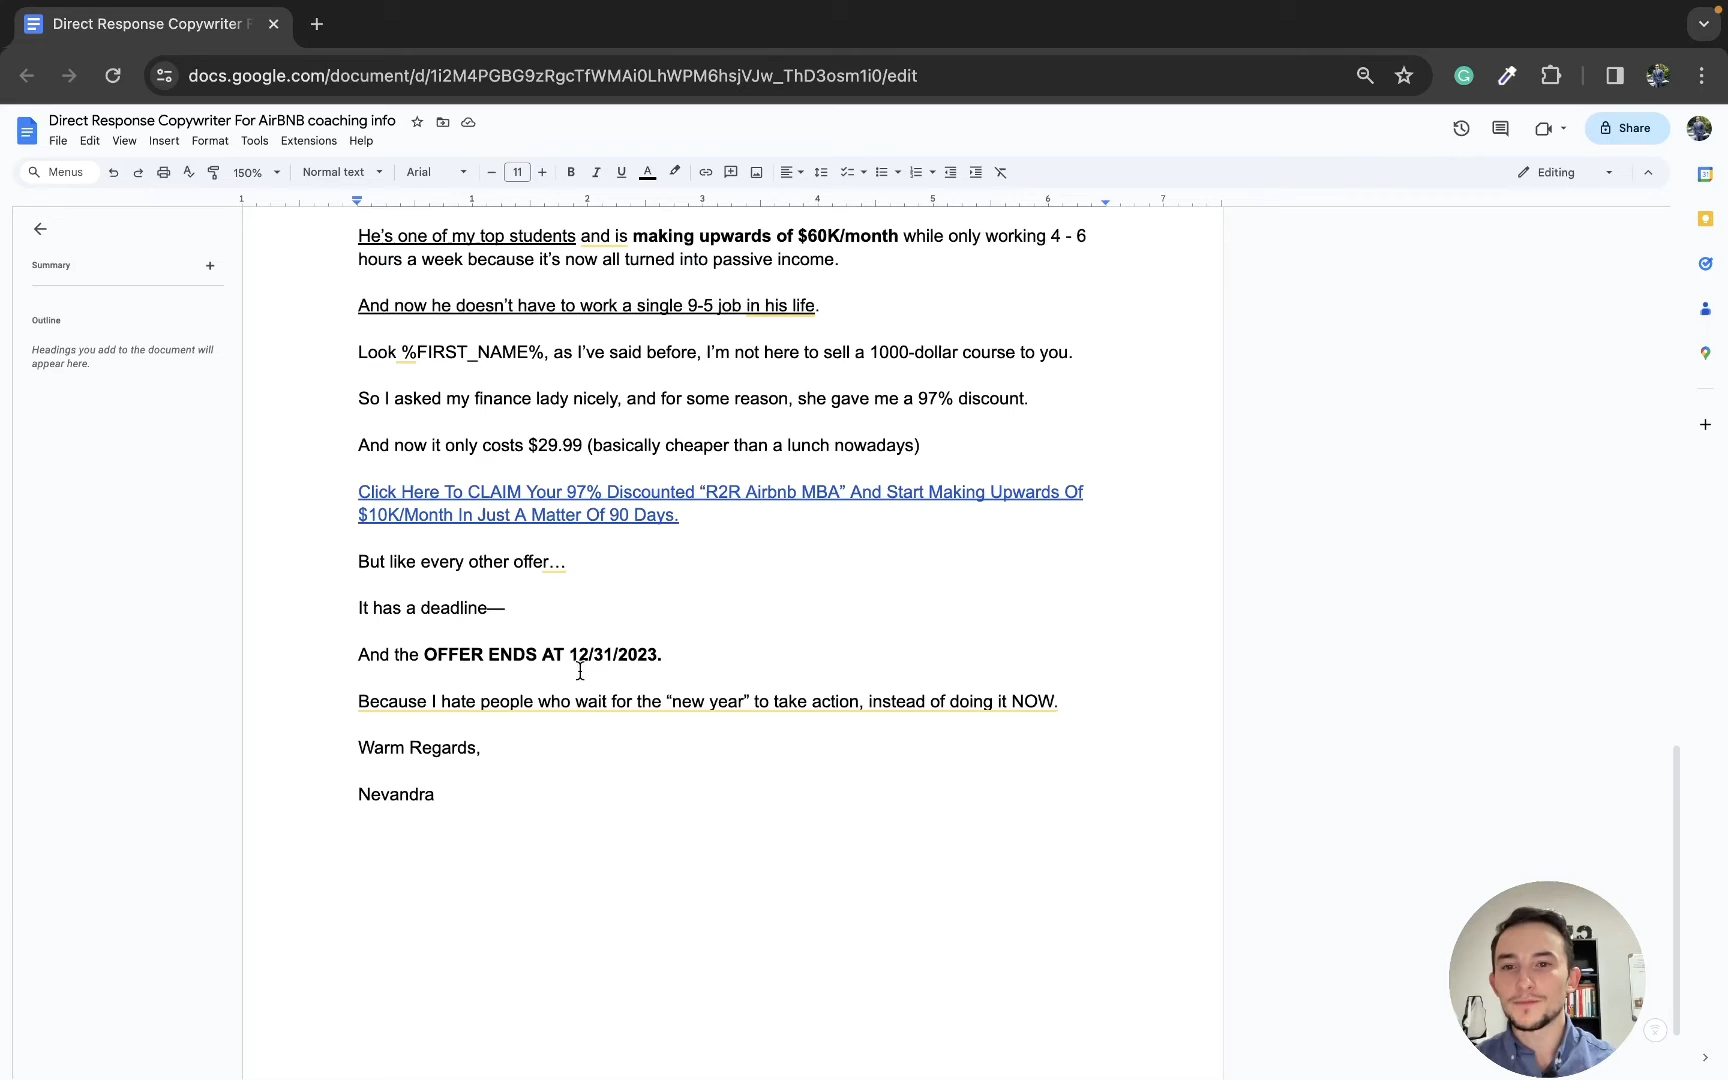 Direct Response Copywriter F
docs.google.com/document/d/1i2M4PGBG9zRgcTfWMAi0LhWPM6hsjVJw_ThD3osm1i0/edit
Direct Response Copywriter For AirBNB coaching info
File Edit View Insert Format Tools Extensions Help
Share
Menus 150% Normal text Arial 11 Editing
1 1 2 3 4 5 6 7
Summary
Outline
Headings you add to the document will
appear here.
He’s one of my top students and is making upwards of $60K/month while only working 4 - 6
hours a week because it’s now all turned into passive income.
And now he doesn’t have to work a single 9-5 job in his life.
Look %FIRST_NAME%, as I’ve said before, I’m not here to sell a 1000-dollar course to you.
So I asked my finance lady nicely, and for some reason, she gave me a 97% discount.
And now it only costs $29.99 (basically cheaper than a lunch nowadays)
Click Here To CLAIM Your 97% Discounted “R2R Airbnb MBA” And Start Making Upwards Of
$10K/Month In Just A Matter Of 90 Days.
But like every other offer…
It has a deadline—
And the OFFER ENDS AT 12/31/2023.
Because I hate people who wait for the “new year” to take action, instead of doing it NOW.
Warm Regards,
Nevandra